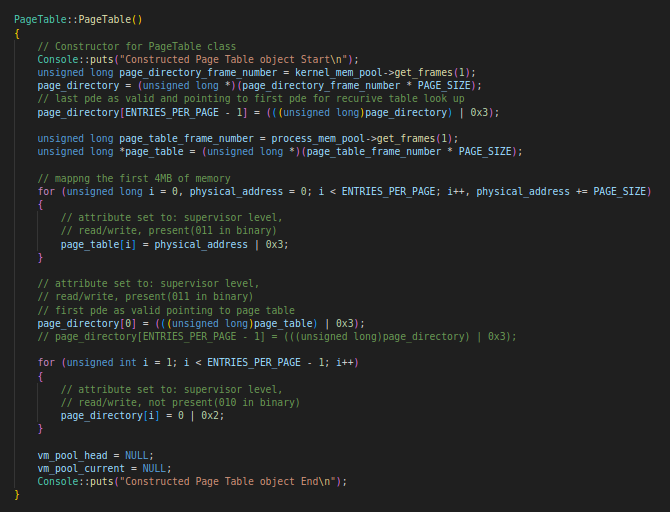 PageTable::PageTable()
{
    // Constructor for PageTable class
    Console::puts("Constructed Page Table object Start\n");
    unsigned long page_directory_frame_number = kernel_mem_pool->get_frames(1);
    page_directory = (unsigned long *)(page_directory_frame_number * PAGE_SIZE);
    // last pde as valid and pointing to first pde for recurive table look up
    page_directory[ENTRIES_PER_PAGE - 1] = (((unsigned long)page_directory) | 0x3);

    unsigned long page_table_frame_number = process_mem_pool->get_frames(1);
    unsigned long *page_table = (unsigned long *)(page_table_frame_number * PAGE_SIZE);

    // mappng the first 4MB of memory
    for (unsigned long i = 0, physical_address = 0; i < ENTRIES_PER_PAGE; i++, physical_address += PAGE_SIZE)
    {
        // attribute set to: supervisor level,
        // read/write, present(011 in binary)
        page_table[i] = physical_address | 0x3;
    }

    // attribute set to: supervisor level,
    // read/write, present(011 in binary)
    // first pde as valid pointing to page table
    page_directory[0] = (((unsigned long)page_table) | 0x3);
    // page_directory[ENTRIES_PER_PAGE - 1] = (((unsigned long)page_directory) | 0x3);

    for (unsigned int i = 1; i < ENTRIES_PER_PAGE - 1; i++)
    {
        // attribute set to: supervisor level,
        // read/write, not present(010 in binary)
        page_directory[i] = 0 | 0x2;
    }

    vm_pool_head = NULL;
    vm_pool_current = NULL;
    Console::puts("Constructed Page Table object End\n");
}